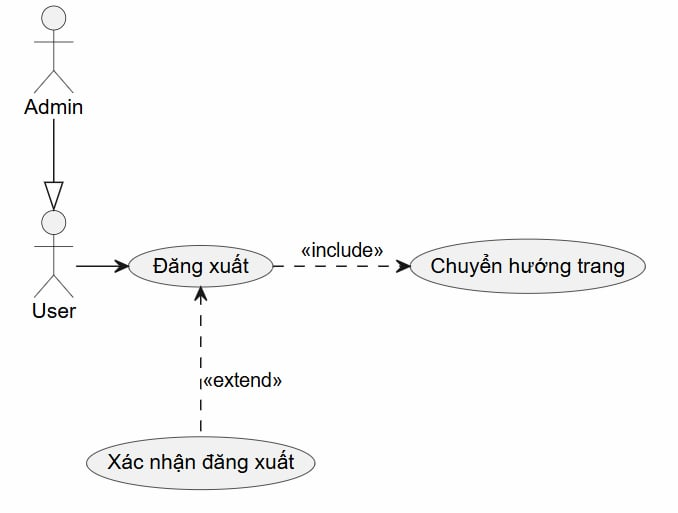 Admin
User
Đăng xuất
«include»
Chuyển hướng trang
«extend»
Xác nhận đăng xuất